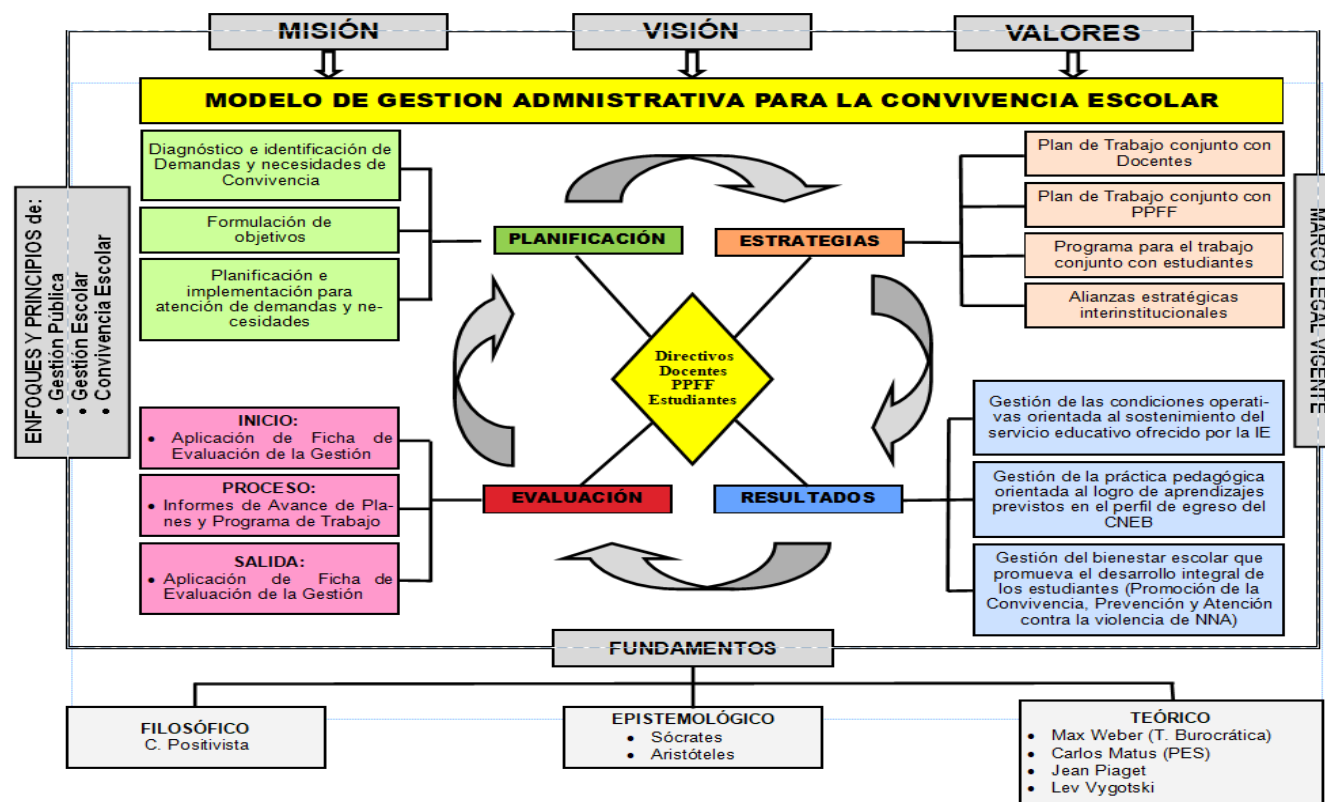 MISIÓN
VISIÓN
VALORES
MODELO DE GESTION ADMNISTRATIVA PARA LA CONVIVENCIA ESCOLAR
ENFOQUES Y PRINCIPIOS de:
• Gestión Pública
• Gestión Escolar
• Convivencia Escolar
Diagnóstico e identificación de
Demandas y necesidades de
Convivencia
Formulación de
objetivos
Planificación e
implementación para
atención de demandas y ne-
cesidades
PLANIFICACIÓN
ESTRATEGIAS
Plan de Trabajo conjunto con
Docentes
Plan de Trabajo conjunto con
PPFF
Programa para el trabajo
conjunto con estudiantes
Alianzas estratégicas
interinstitucionales
MARCO LEGAL VIGENTE
Directivos
Docentes
PPFF
Estudiantes
INICIO:
• Aplicación de Ficha de
Evaluación de la Gestión
PROCESO:
• Informes de Avance de Pla-
nes y Programa de Trabajo
SALIDA:
• Aplicación de Ficha de
Evaluación de la Gestión
EVALUACIÓN
RESULTADOS
Gestión de las condiciones operati-
vas orientada al sostenimiento del
servicio educativo ofrecido por la IE
Gestión de la práctica pedagógica
orientada al logro de aprendizajes
previstos en el perfil de egreso del
CNEB
Gestión del bienestar escolar que
promueva el desarrollo integral de
los estudiantes (Promoción de la
Convivencia, Prevención y Atención
contra la violencia de NNA)
FUNDAMENTOS
FILOSÓFICO
C. Positivista
EPISTEMOLÓGICO
• Sócrates
• Aristóteles
TEÓRICO
• Max Weber (T. Burocrática)
• Carlos Matus (PES)
• Jean Piaget
• Lev Vygotski